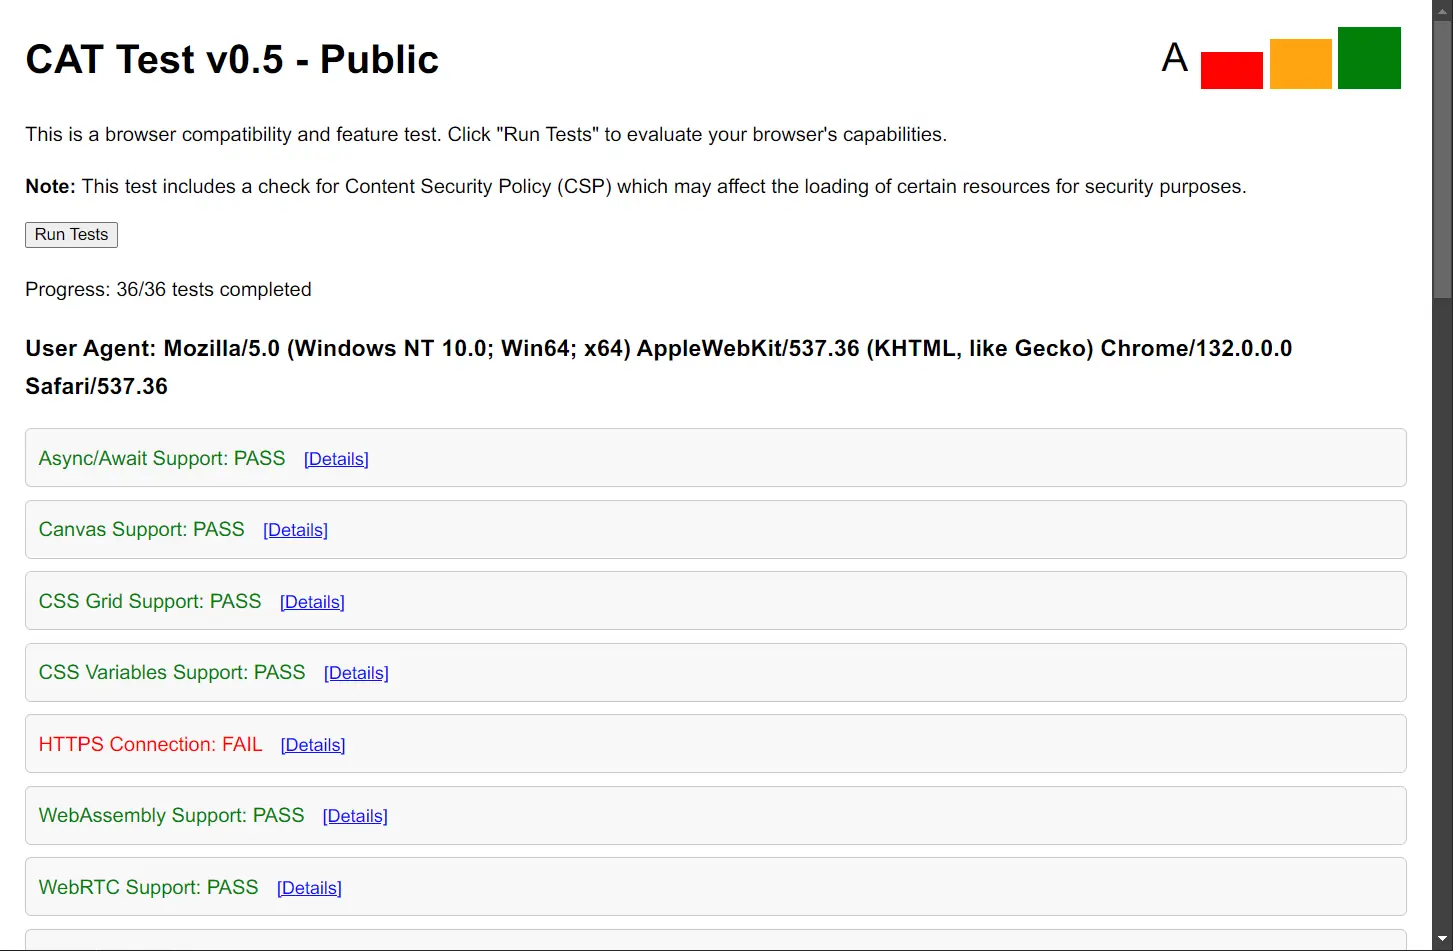 CAT Test v0.5 - Public
A
This is a browser compatibility and feature test. Click "Run Tests" to evaluate your browser's capabilities.
Note: This test includes a check for Content Security Policy (CSP) which may affect the loading of certain resources for security purposes.
Run Tests
Progress: 36/36 tests completed
User Agent: Mozilla/5.0 (Windows NT 10.0; Win64; x64) AppleWebKit/537.36 (KHTML, like Gecko) Chrome/132.0.0.0
Safari/537.36
Async/Await Support: PASS [Details]
Canvas Support: PASS [Details]
CSS Grid Support: PASS [Details]
CSS Variables Support: PASS [Details]
HTTPS Connection: FAIL [Details]
WebAssembly Support: PASS [Details]
WebRTC Support: PASS [Details]